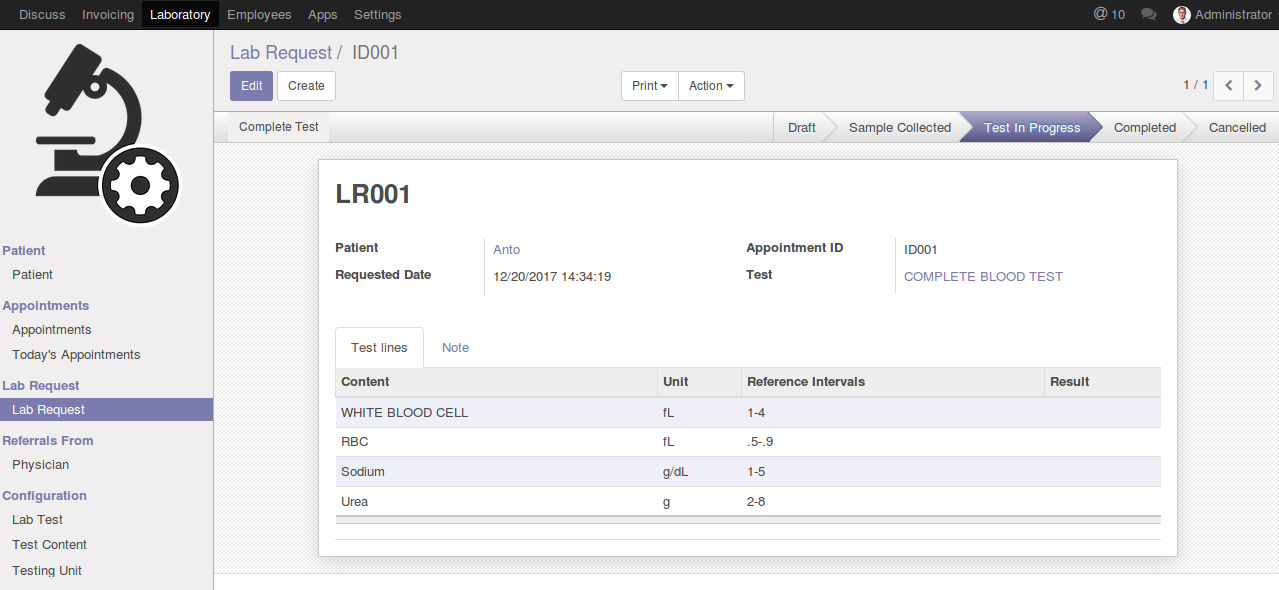 Discuss Invoicing Laboratory Employees Apps Settings @ 10 Administrator
Lab Request / ID001
Edit Create Print Action 1 / 1
Complete Test Draft Sample Collected Test In Progress Completed Cancelled
Patient
Patient
Appointments
Appointments
Today's Appointments
Lab Request
Lab Request
Referrals From
Physician
Configuration
Lab Test
Test Content
Testing Unit
LR001
Patient Anto Appointment ID ID001
Requested Date 12/20/2017 14:34:19 Test COMPLETE BLOOD TEST
Test lines Note
Content Unit Reference Intervals Result
WHITE BLOOD CELL fL 1-4
RBC fL .5-.9
Sodium g/dL 1-5
Urea g 2-8